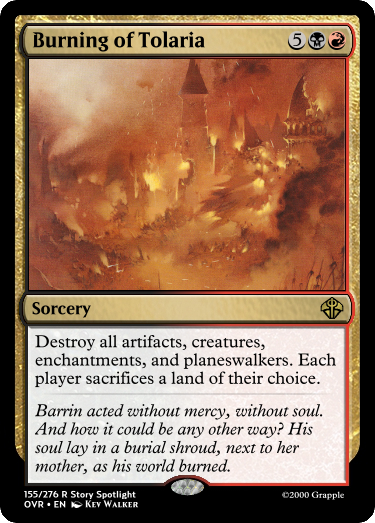 Burning of Tolaria 5
Sorcery
Destroy all artifacts, creatures,
enchantments, and planeswalkers. Each
player sacrifices a land of their choice.
Barrin acted without mercy, without soul.
And how it could be any other way? His
soul lay in a burial shroud, next to her
mother, as his world burned.
155/276 R Story Spotlight
OVR • EN Key Walker
©2000 Grapple